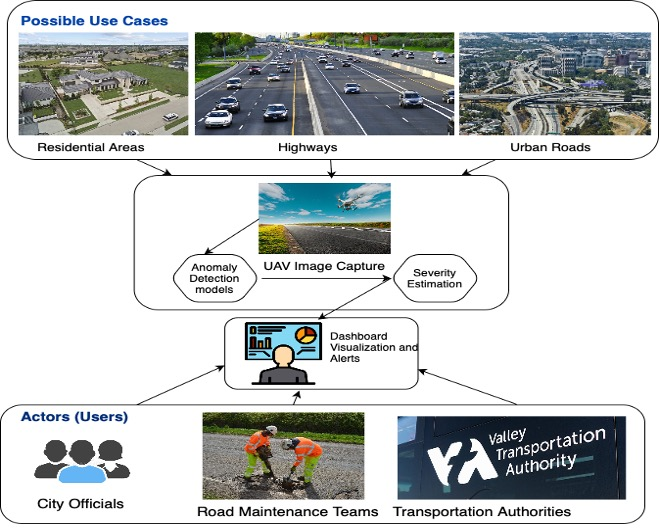 Possible Use Cases
Residential Areas
Highways
Urban Roads
UAV Image Capture
Anomaly
Detection
models
Severity
Estimation
Dashboard
Visualization and
Alerts
Actors (Users)
City Officials
Road Maintenance Teams
Valley
Transportation
Authority
Transportation Authorities